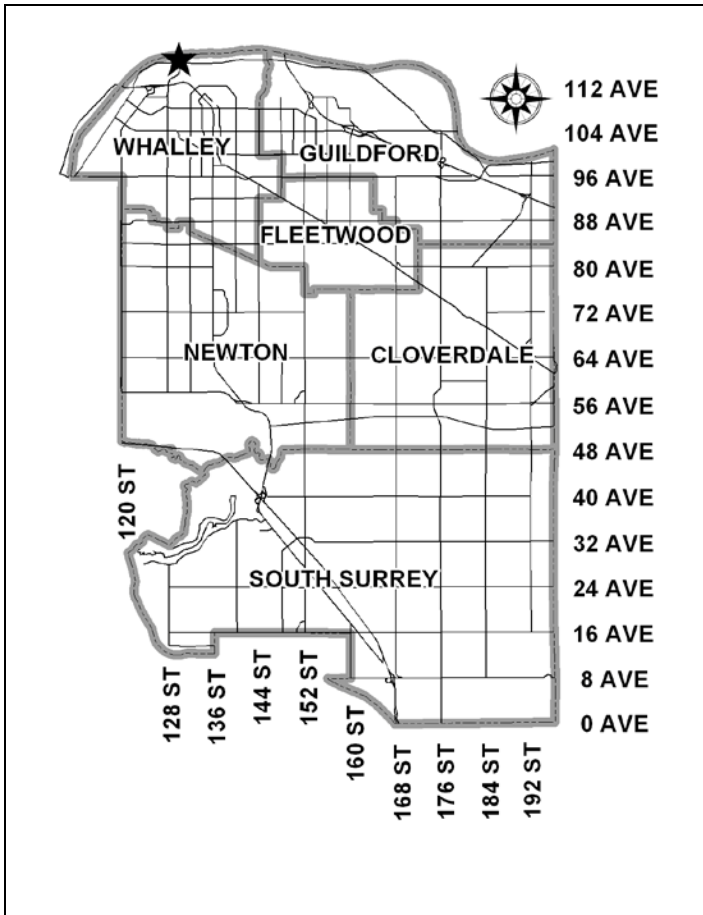 112 AVE
104 AVE
WHALLEY
GUILDFORD
96 AVE
88 AVE
FLEETWOOD
80 AVE
72 AVE
NEWTON
CLOVERDALE
64 AVE
56 AVE
48 AVE
120 ST
40 AVE
32 AVE
SOUTH SURREY
24 AVE
16 AVE
8 AVE
0 AVE
128 ST
136 ST
144 ST
152 ST
160 ST
168 ST
176 ST
184 ST
192 ST